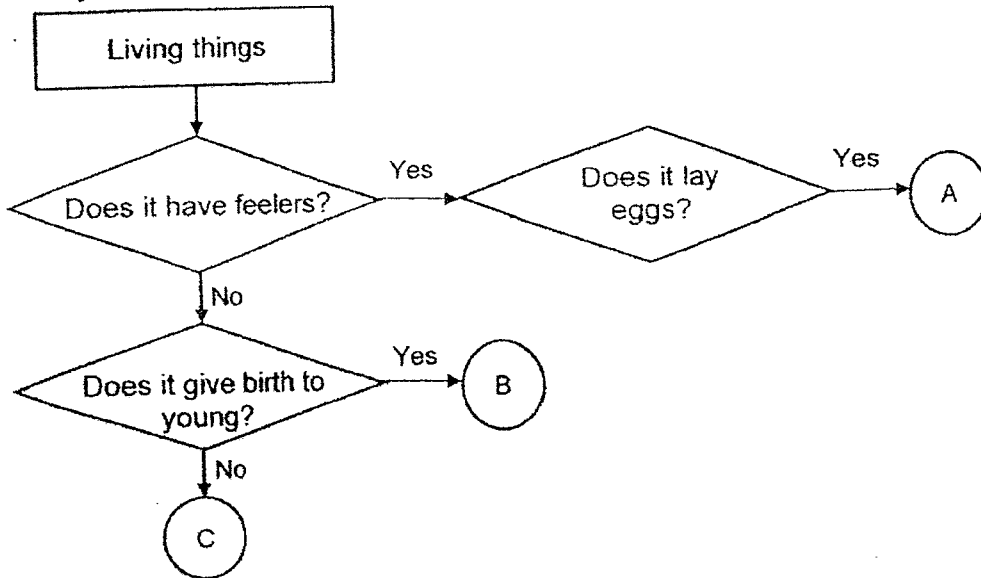 Living things
Does it have feelers?
Yes
Does it lay
eggs?
Yes
A
No
Does it give birth to
young?
Yes
B
No
C